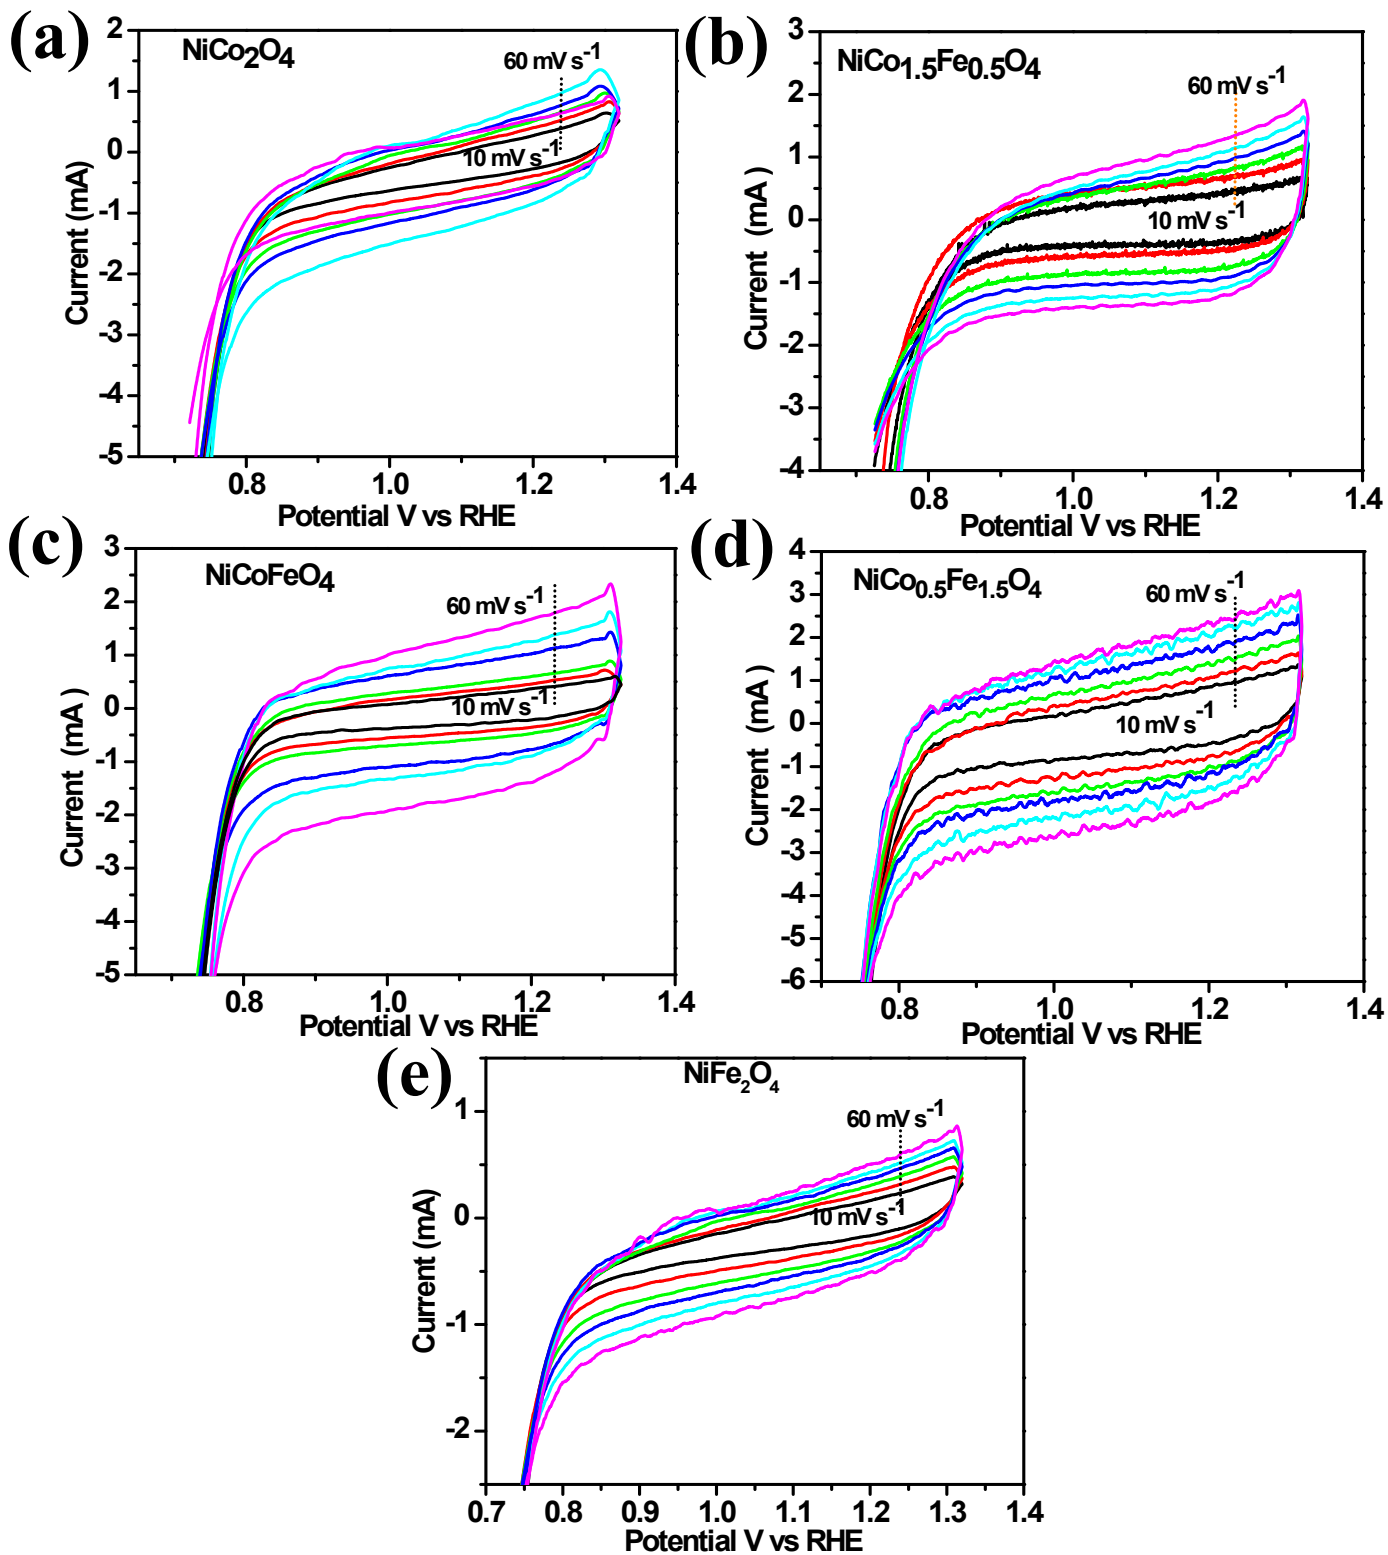 (a)
NiCo2O4
60 mV s-1
10 mV s-1
2
1
0
-1
-2
-3
-4
-5
0.8
1.0
1.2
1.4
Current (mA)
Potential V vs RHE
(b)
NiCo1.5Fe0.5O4
60 mV s-1
10 mV s-1
3
2
1
0
-1
-2
-3
-4
0.8
1.0
1.2
1.4
Current (mA )
Potential V vs RHE
(c)
NiCoFeO4
60 mV s-1
10 mV s-1
3
2
1
0
-1
-2
-3
-4
-5
0.8
1.0
1.2
1.4
Current (mA)
Potential V vs RHE
(d)
NiCo0.5Fe1.5O4
60 mV s-1
10 mV s-1
4
3
2
1
0
-1
-2
-3
-4
-5
-6
0.8
1.0
1.2
1.4
Current (mA)
Potential V vs RHE
(e)
NiFe2O4
60 mV s-1
10 mV s-1
1
0
-1
-2
0.7
0.8
0.9
1.0
1.1
1.2
1.3
1.4
Current (mA)
Potential V vs RHE